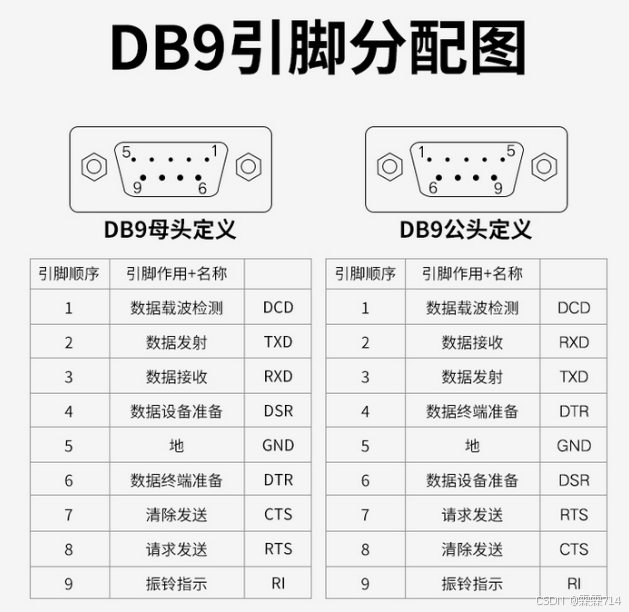 DB9引脚分配图
5 1
9 6
1 5
6 9
DB9母头定义
DB9公头定义
引脚顺序 引脚作用+名称
1 数据载波检测 DCD
2 数据发射 TXD
3 数据接收 RXD
4 数据设备准备 DSR
5 地 GND
6 数据终端准备 DTR
7 清除发送 CTS
8 请求发送 RTS
9 振铃指示 RI
引脚顺序 引脚作用+名称
1 数据载波检测 DCD
2 数据接收 RXD
3 数据发射 TXD
4 数据终端准备 DTR
5 地 GND
6 数据设备准备 DSR
7 请求发送 RTS
8 清除发送 CTS
9 振铃指示 RI
CSDN @霖霖714